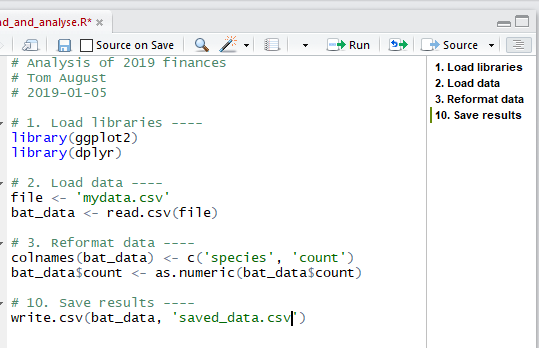 d_and_analyse.R*
Source on Save
Run
Source
# Analysis of 2019 finances
# Tom August
# 2019-01-05
# 1. Load libraries ----
library(ggplot2)
library(dplyr)
# 2. Load data ----
file <- 'mydata.csv'
bat_data <- read.csv(file)
# 3. Reformat data ----
colnames(bat_data) <- c('species', 'count')
bat_data$count <- as.numeric(bat_data$count)
# 10. Save results ----
write.csv(bat_data, 'saved_data.csv')
1. Load libraries
2. Load data
3. Reformat data
10. Save results